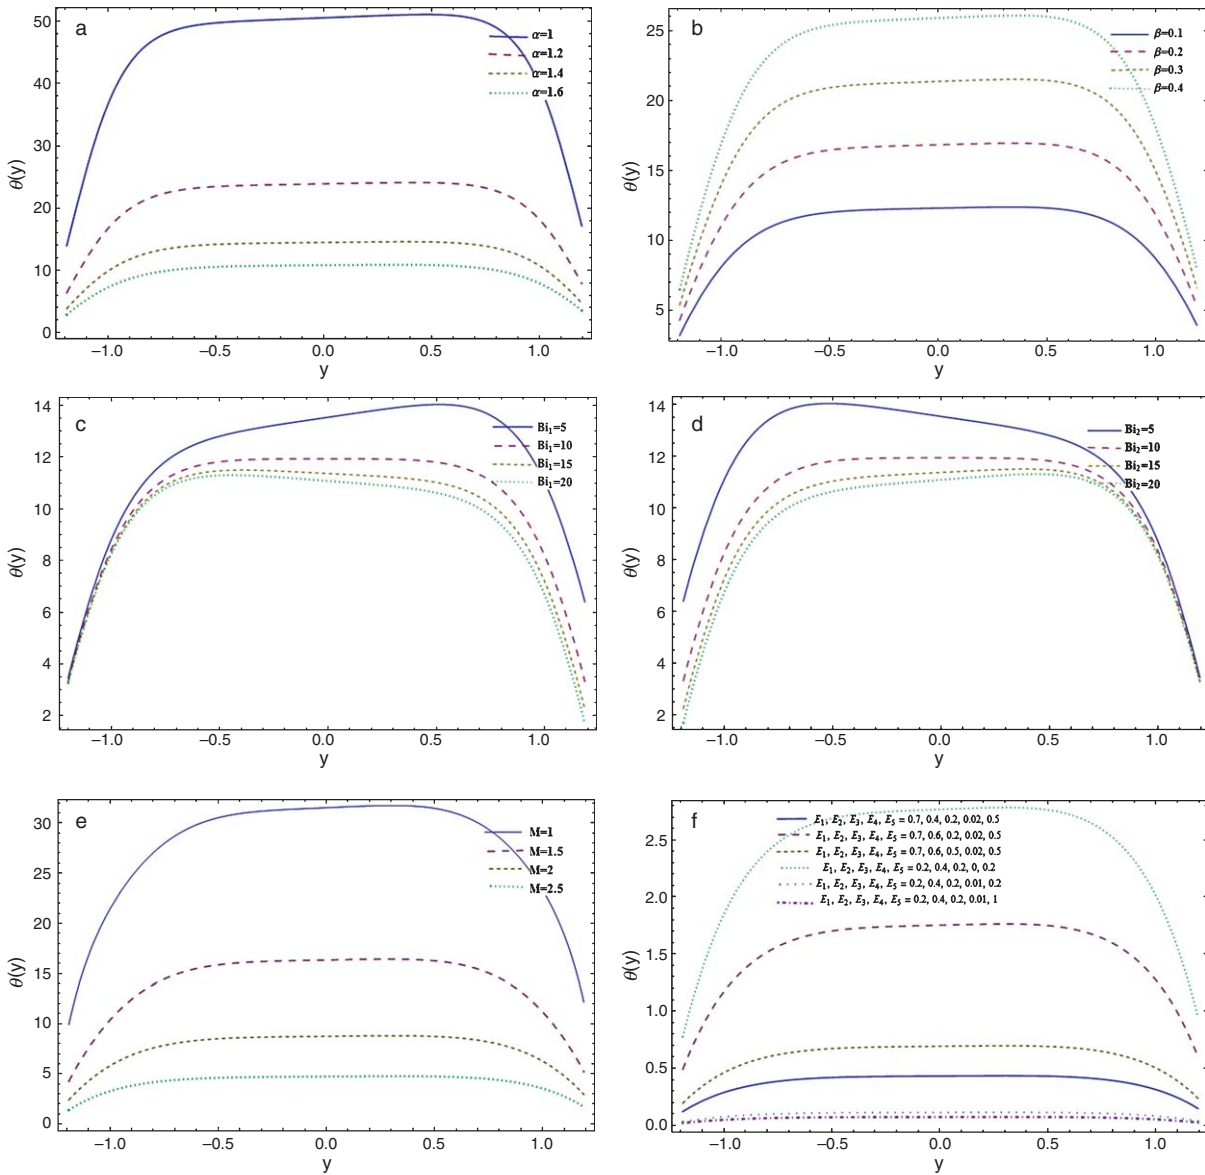 a
α=1
α=1.2
α=1.4
α=1.6
50
40
30
20
10
0
θ(y)
−1.0 −0.5 0.0 0.5 1.0
y
b
β=0.1
β=0.2
β=0.3
β=0.4
25
20
15
10
5
θ(y)
−1.0 −0.5 0.0 0.5 1.0
y
c
Bi1=5
Bi1=10
Bi1=15
Bi1=20
14
12
10
8
6
4
2
θ(y)
−1.0 −0.5 0.0 0.5 1.0
y
d
Bi2=5
Bi2=10
Bi2=15
Bi2=20
14
12
10
8
6
4
2
θ(y)
−1.0 −0.5 0.0 0.5 1.0
y
e
M=1
M=1.5
M=2
M=2.5
30
25
20
15
10
5
0
θ(y)
−1.0 −0.5 0.0 0.5 1.0
y
f
E1, E2, E3, E4, E5 = 0.7, 0.4, 0.2, 0.02, 0.5
E1, E2, E3, E4, E5 = 0.7, 0.6, 0.2, 0.02, 0.5
E1, E2, E3, E4, E5 = 0.7, 0.6, 0.5, 0.02, 0.5
E1, E2, E3, E4, E5 = 0.2, 0.4, 0.2, 0, 0.2
E1, E2, E3, E4, E5 = 0.2, 0.4, 0.2, 0.01, 0.2
E1, E2, E3, E4, E5 = 0.2, 0.4, 0.2, 0.01, 1
2.5
2.0
1.5
1.0
0.5
0.0
θ(y)
−1.0 −0.5 0.0 0.5 1.0
y